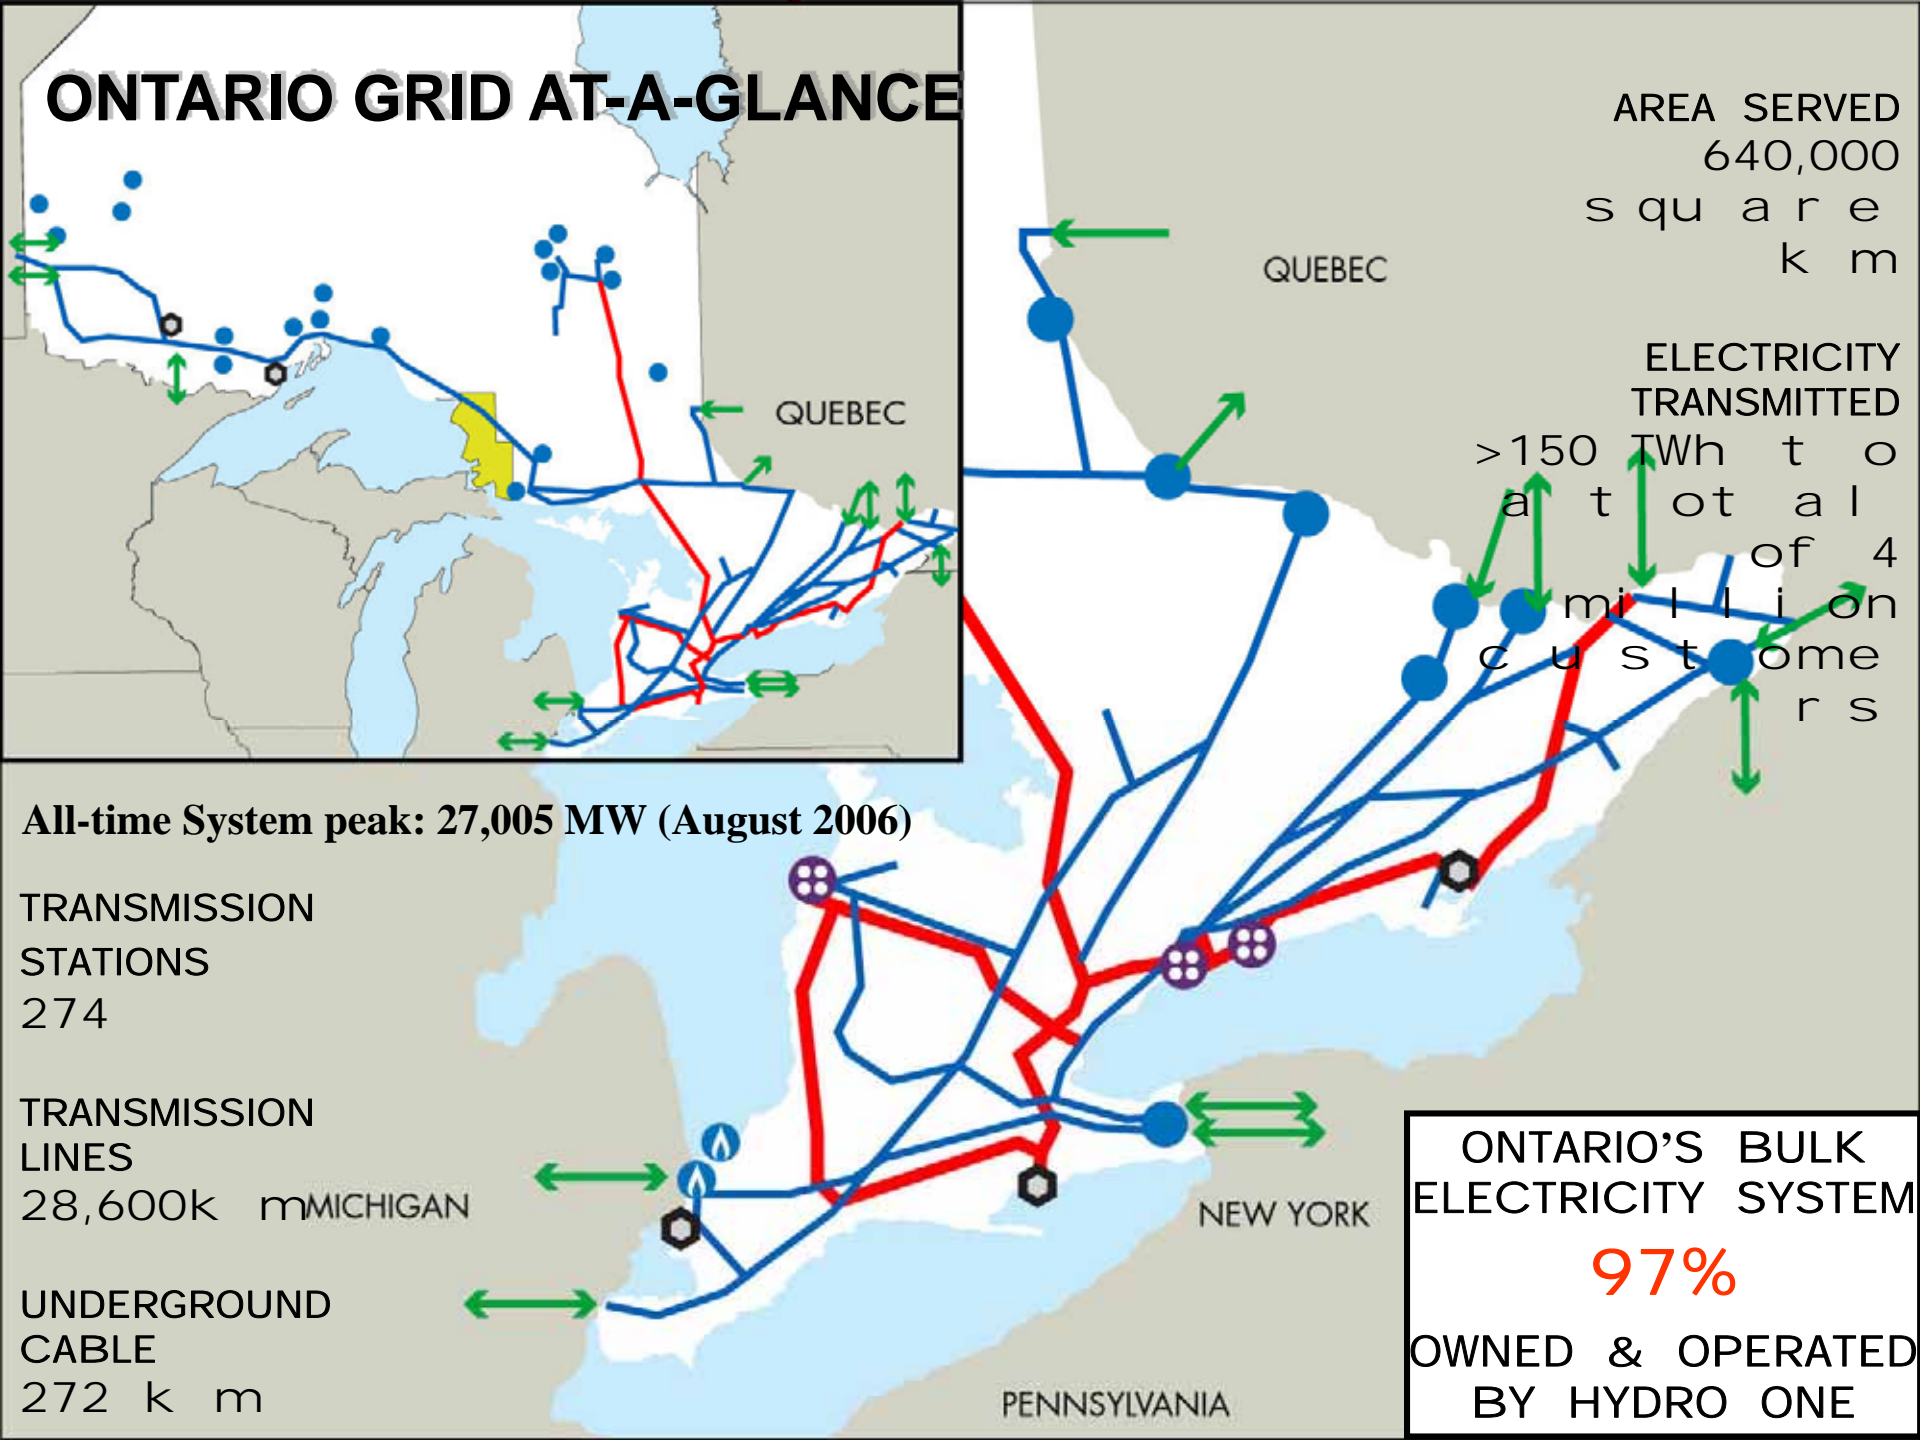 ONTARIO GRID AT-A-GLANCE
QUEBEC
AREA SERVED
640,000
square
km
QUEBEC
ELECTRICITY
TRANSMITTED
>150 TWh to
a total
of 4
million
custome
rs
All-time System peak: 27,005 MW (August 2006)
TRANSMISSION
STATIONS
274
TRANSMISSION
LINES
28,600km
MICHIGAN
UNDERGROUND
CABLE
272 km
NEW YORK
PENNSYLVANIA
ONTARIO’S BULK
ELECTRICITY SYSTEM
97%
OWNED & OPERATED
BY HYDRO ONE